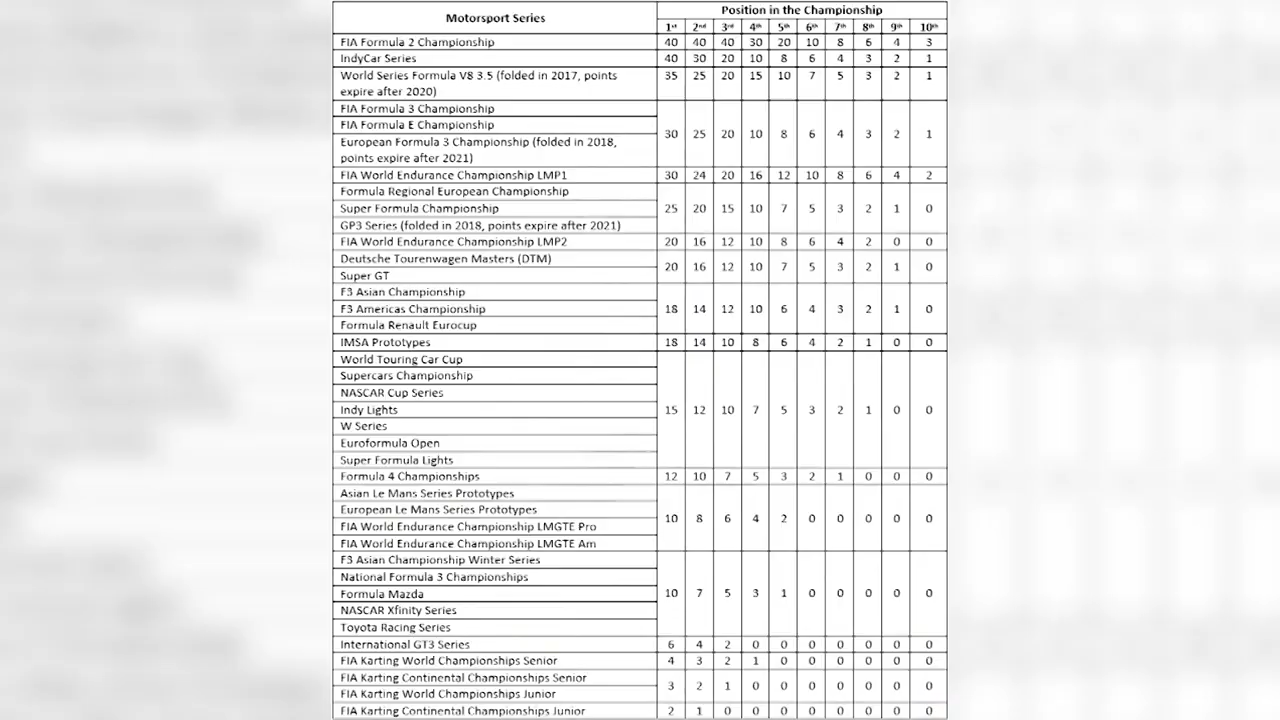 Motorsport Series Position in the Championship
1st 2nd 3rd 4th 5th 6th 7th 8th 9th 10th
FIA Formula 2 Championship 40 40 40 30 20 10 8 6 4 3
IndyCar Series 40 30 20 10 8 6 4 3 2 1
World Series Formula V8 3.5 (folded in 2017, points 35 25 20 15 10 7 5 3 2 1
expire after 2020)
FIA Formula 3 Championship
FIA Formula E Championship
30 25 20 10 8 6 4 3 2 1
European Formula 3 Championship (folded in 2018,
points expire after 2021)
FIA World Endurance Championship LMP1 30 24 20 16 12 10 8 6 4 2
Formula Regional European Championship
Super Formula Championship 25 20 15 10 7 5 3 2 1 0
GP3 Series (folded in 2018, points expire after 2021)
FIA World Endurance Championship LMP2 20 16 12 10 8 6 4 2 0 0
Deutsche Tourenwagen Masters (DTM)
20 16 12 10 7 5 3 2 1 0
Super GT
F3 Asian Championship
F3 Americas Championship 18 14 12 10 6 4 3 2 1 0
Formula Renault Eurocup
IMSA Prototypes 18 14 10 8 6 4 2 1 0 0
World Touring Car Cup
Supercars Championship
NASCAR Cup Series
Indy Lights 15 12 10 7 5 3 2 1 0 0
W Series
Euroformula Open
Super Formula Lights
Formula 4 Championships 12 10 7 5 3 2 1 0 0 0
Asian Le Mans Series Prototypes
European Le Mans Series Prototypes
10 8 6 4 2 0 0 0 0 0
FIA World Endurance Championship LMGTE Pro
FIA World Endurance Championship LMGTE Am
F3 Asian Championship Winter Series
National Formula 3 Championships
Formula Mazda 10 7 5 3 1 0 0 0 0 0
NASCAR Xfinity Series
Toyota Racing Series
International GT3 Series 6 4 2 0 0 0 0 0 0 0
FIA Karting World Championships Senior 4 3 2 1 0 0 0 0 0 0
FIA Karting Continental Championships Senior
3 2 1 0 0 0 0 0 0 0
FIA Karting World Championships Junior
FIA Karting Continental Championships Junior 2 1 0 0 0 0 0 0 0 0